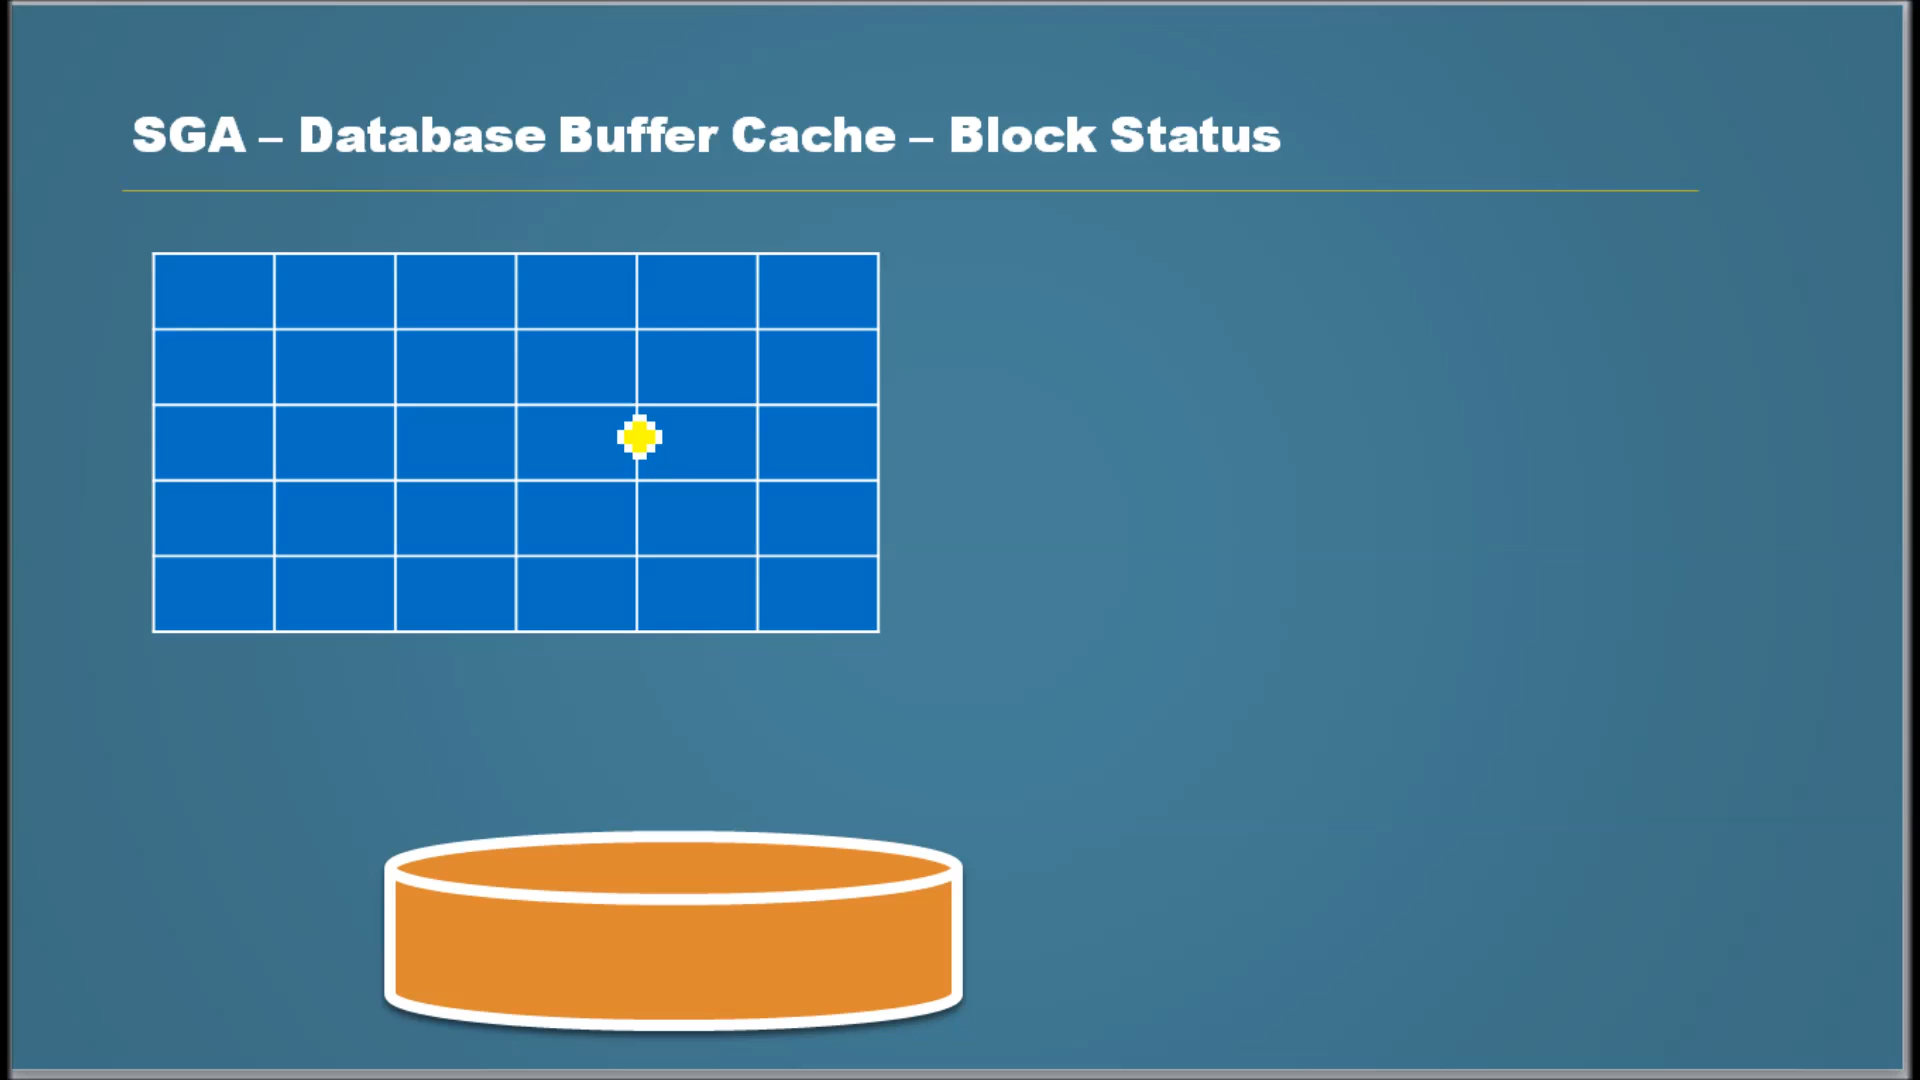 SGA – Database Buffer Cache – Block Status